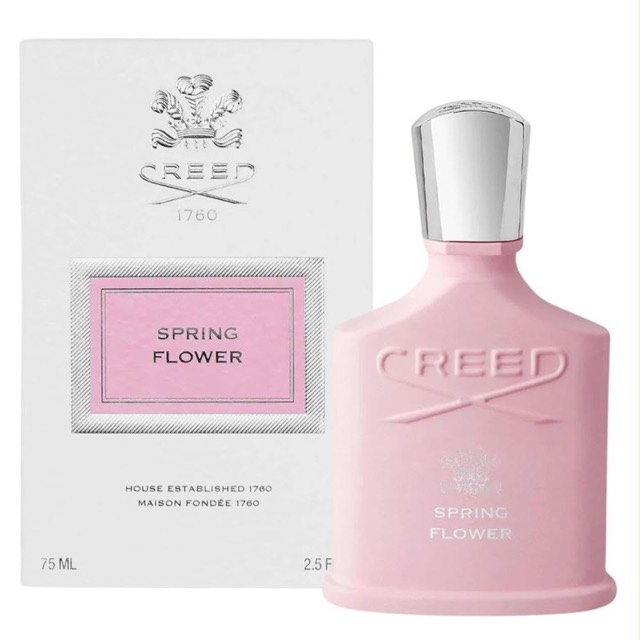 CREED
1760
SPRING
FLOWER
HOUSE ESTABLISHED 1760
MAISON FONDÉE 1760
75 ML
2.5 F
CREED
SPRING
FLOWER